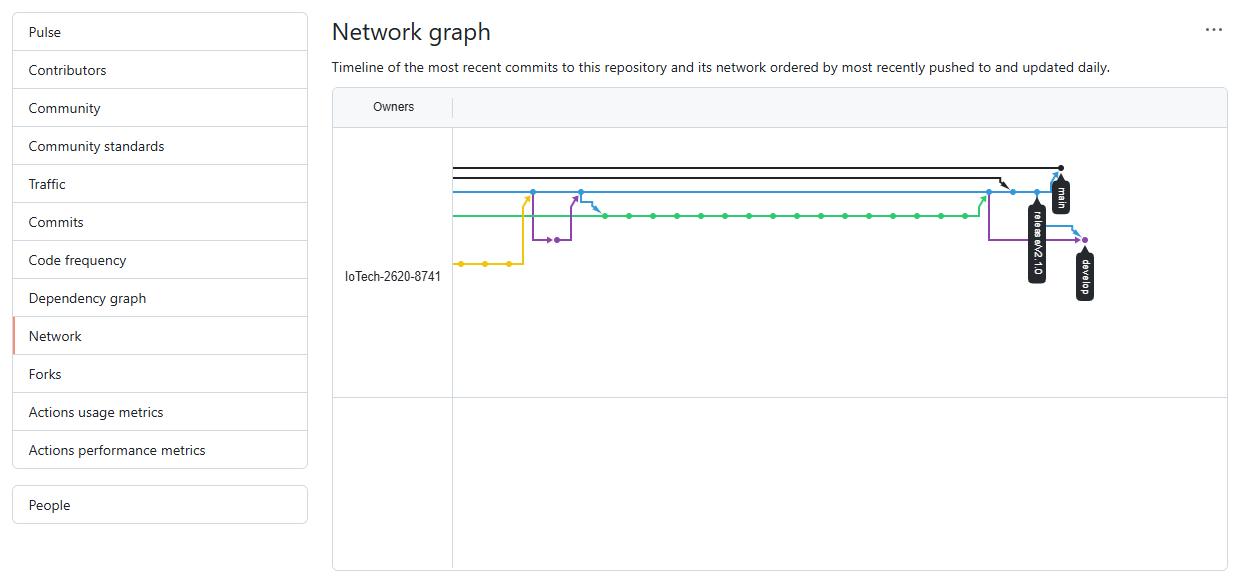 Pulse
Contributors
Community
Community standards
Traffic
Commits
Code frequency
Dependency graph
Network
Forks
Actions usage metrics
Actions performance metrics
People
Network graph
Timeline of the most recent commits to this repository and its network ordered by most recently pushed to and updated daily.
Owners
IoTech-2620-8741
main
release/v2.1.0
develop